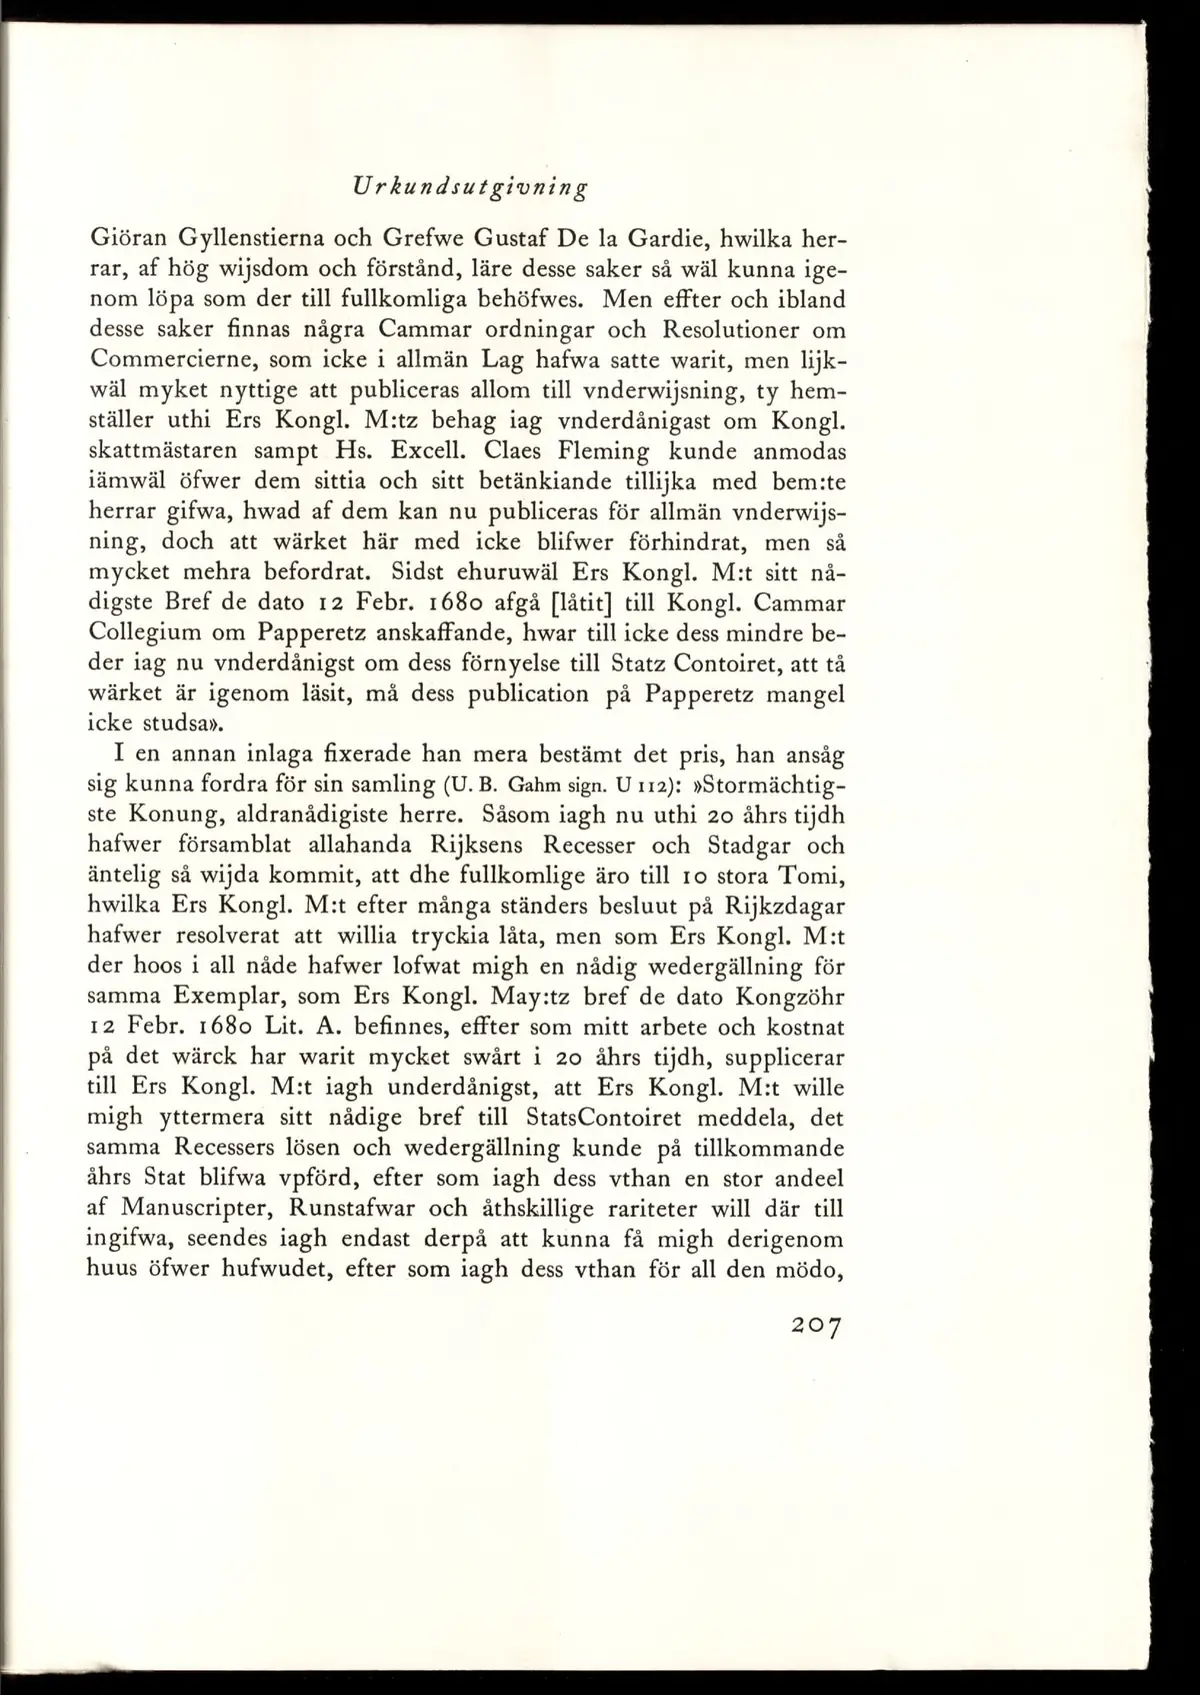 Urkundsutgivning
Giöran Gyllenstierna och Grefwe Gustaf De la Gardie, hwilka her-
rar, af hög wijsdom och förstånd, läre desse saker så wäl kunna ige-
nom löpa som der till fullkomliga behöfwes. Men effter och ibland
desse saker finnas några Cammar ordningar och Resolutioner om
Commercierne, som icke i allmän Lag hafwa satte warit, men lijk-
wäl myket nyttige att publiceras allom till vnderwijsning, ty hem-
ställer uthi Ers Kongl. M:tz behag iag vnderdånigast om Kongl.
skattmästaren sampt Hs. Excell. Claes Fleming kunde anmodas
iämwäl öfwer dem sittia och sitt betänkiande tillijka med bem:te
herrar gifwa, hwad af dem kan nu publiceras för allmän vnderwijs-
ning, doch att wärket här med icke blifwer förhindrat, men så
mycket mehra befordrat. Sidst ehuruwäl Ers Kongl. M:t sitt nå-
digste Bref de dato 12 Febr. 1680 afgå [låtit] till Kongl. Cammar
Collegium om Papperetz anskaffande, hwar till icke dess mindre be-
der iag nu vnderdånigst om dess förnyelse till Statz Contoiret, att tå
wärket är igenom läsit, må dess publication på Papperetz mangel
icke studsa».
I en annan inlaga fixerade han mera bestämt det pris, han ansåg
sig kunna fordra för sin samling (U. B. Gahm sign. U 112): »Stormächtig-
ste Konung, aldranådigiste herre. Såsom iagh nu uthi 20 åhrs tijdh
hafwer församblat allahanda Rijksens Recesser och Stadgar och
äntelig så wijda kommit, att dhe fullkomlige äro till 10 stora Tomi,
hwilka Ers Kongl. M:t efter många ständers besluut på Rijkzdagar
hafwer resolverat att willia tryckia låta, men som Ers Kongl. M:t
der hoos i all nåde hafwer lofwat migh en nådig wedergällning för
samma Exemplar, som Ers Kongl. May:tz bref de dato Kongzöhr
12 Febr. 1680 Lit. A. befinnes, effter som mitt arbete och kostnat
på det wärck har warit mycket swårt i 20 åhrs tijdh, supplicerar
till Ers Kongl. M:t iagh underdånigst, att Ers Kongl. M:t wille
migh yttermera sitt nådige bref till StatsContoiret meddela, det
samma Recessers lösen och wedergällning kunde på tillkommande
åhrs Stat blifwa vpförd, efter som iagh dess vthan en stor andeel
af Manuscripter, Runstafwar och åthskillige rariteter will där till
ingifwa, seendes iagh endast derpå att kunna få migh derigenom
huus öfwer hufwudet, efter som iagh dess vthan för all den mödo,
207